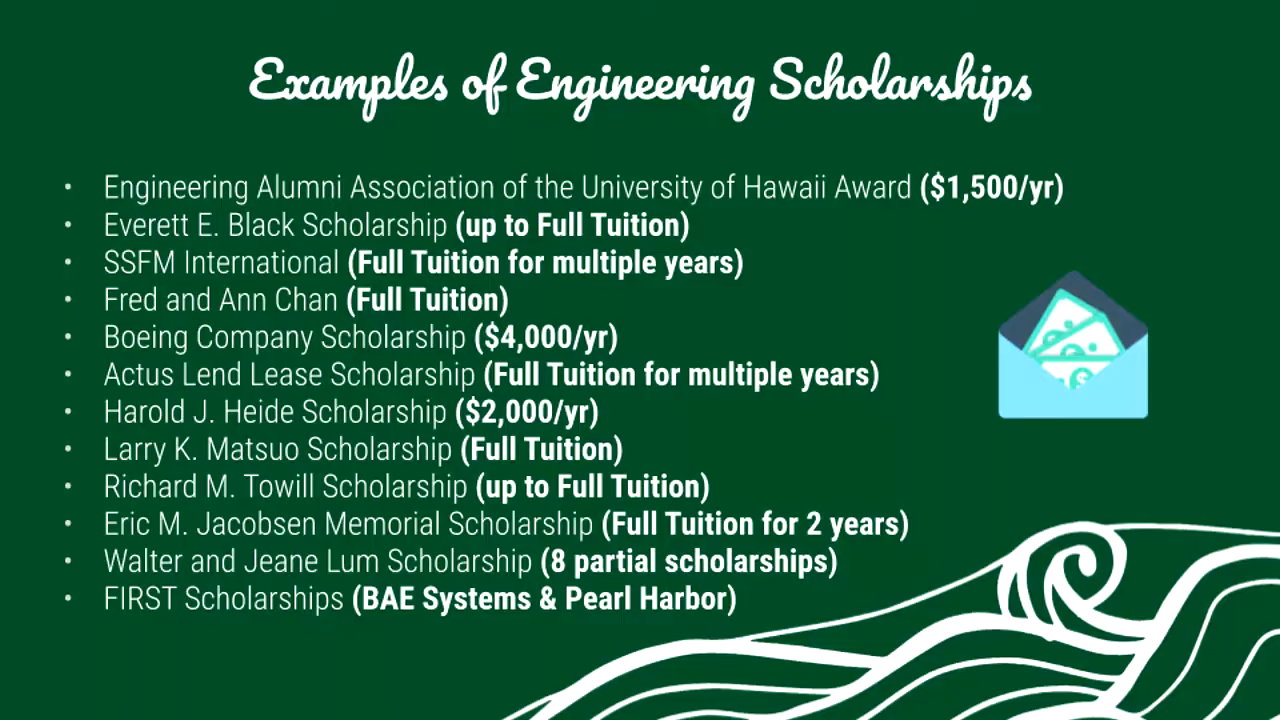 Examples of Engineering Scholarships
• Engineering Alumni Association of the University of Hawaii Award ($1,500/yr)
• Everett E. Black Scholarship (up to Full Tuition)
• SSFM International (Full Tuition for multiple years)
• Fred and Ann Chan (Full Tuition)
• Boeing Company Scholarship ($4,000/yr)
• Actus Lend Lease Scholarship (Full Tuition for multiple years)
• Harold J. Heide Scholarship ($2,000/yr)
• Larry K. Matsuo Scholarship (Full Tuition)
• Richard M. Towill Scholarship (up to Full Tuition)
• Eric M. Jacobsen Memorial Scholarship (Full Tuition for 2 years)
• Walter and Jeane Lum Scholarship (8 partial scholarships)
• FIRST Scholarships (BAE Systems & Pearl Harbor)